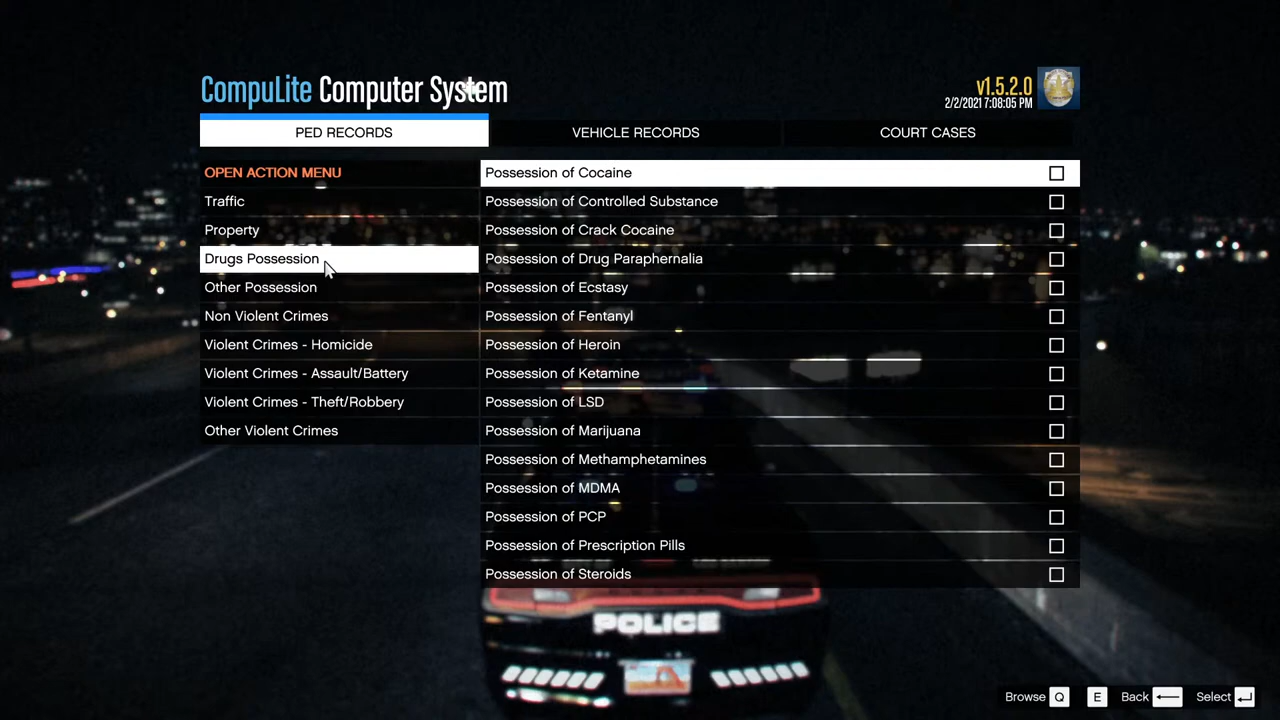 CompuLite Computer System
v1.5.2.0
2/2/2021 7:08:05 PM
PED RECORDS
VEHICLE RECORDS
COURT CASES
OPEN ACTION MENU
Traffic
Property
Drugs Possession
Other Possession
Non Violent Crimes
Violent Crimes - Homicide
Violent Crimes - Assault/Battery
Violent Crimes - Theft/Robbery
Other Violent Crimes
Possession of Cocaine
Possession of Controlled Substance
Possession of Crack Cocaine
Possession of Drug Paraphernalia
Possession of Ecstasy
Possession of Fentanyl
Possession of Heroin
Possession of Ketamine
Possession of LSD
Possession of Marijuana
Possession of Methamphetamines
Possession of MDMA
Possession of PCP
Possession of Prescription Pills
Possession of Steroids
POLICE
Browse Q E Back Select